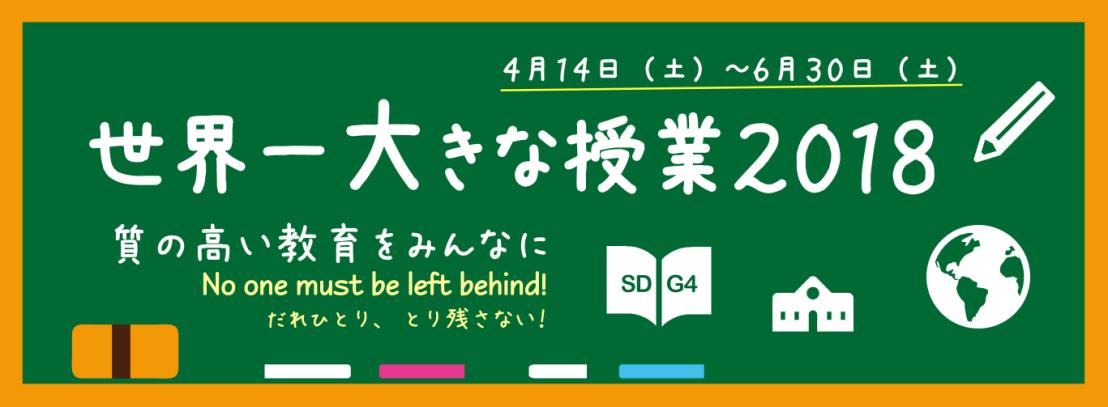 4月14日（土）～6月30日（土）
世界一大きな授業2018
質の高い教育をみんなに
No one must be left behind!
だれひとり、とり残さない!
SD G4